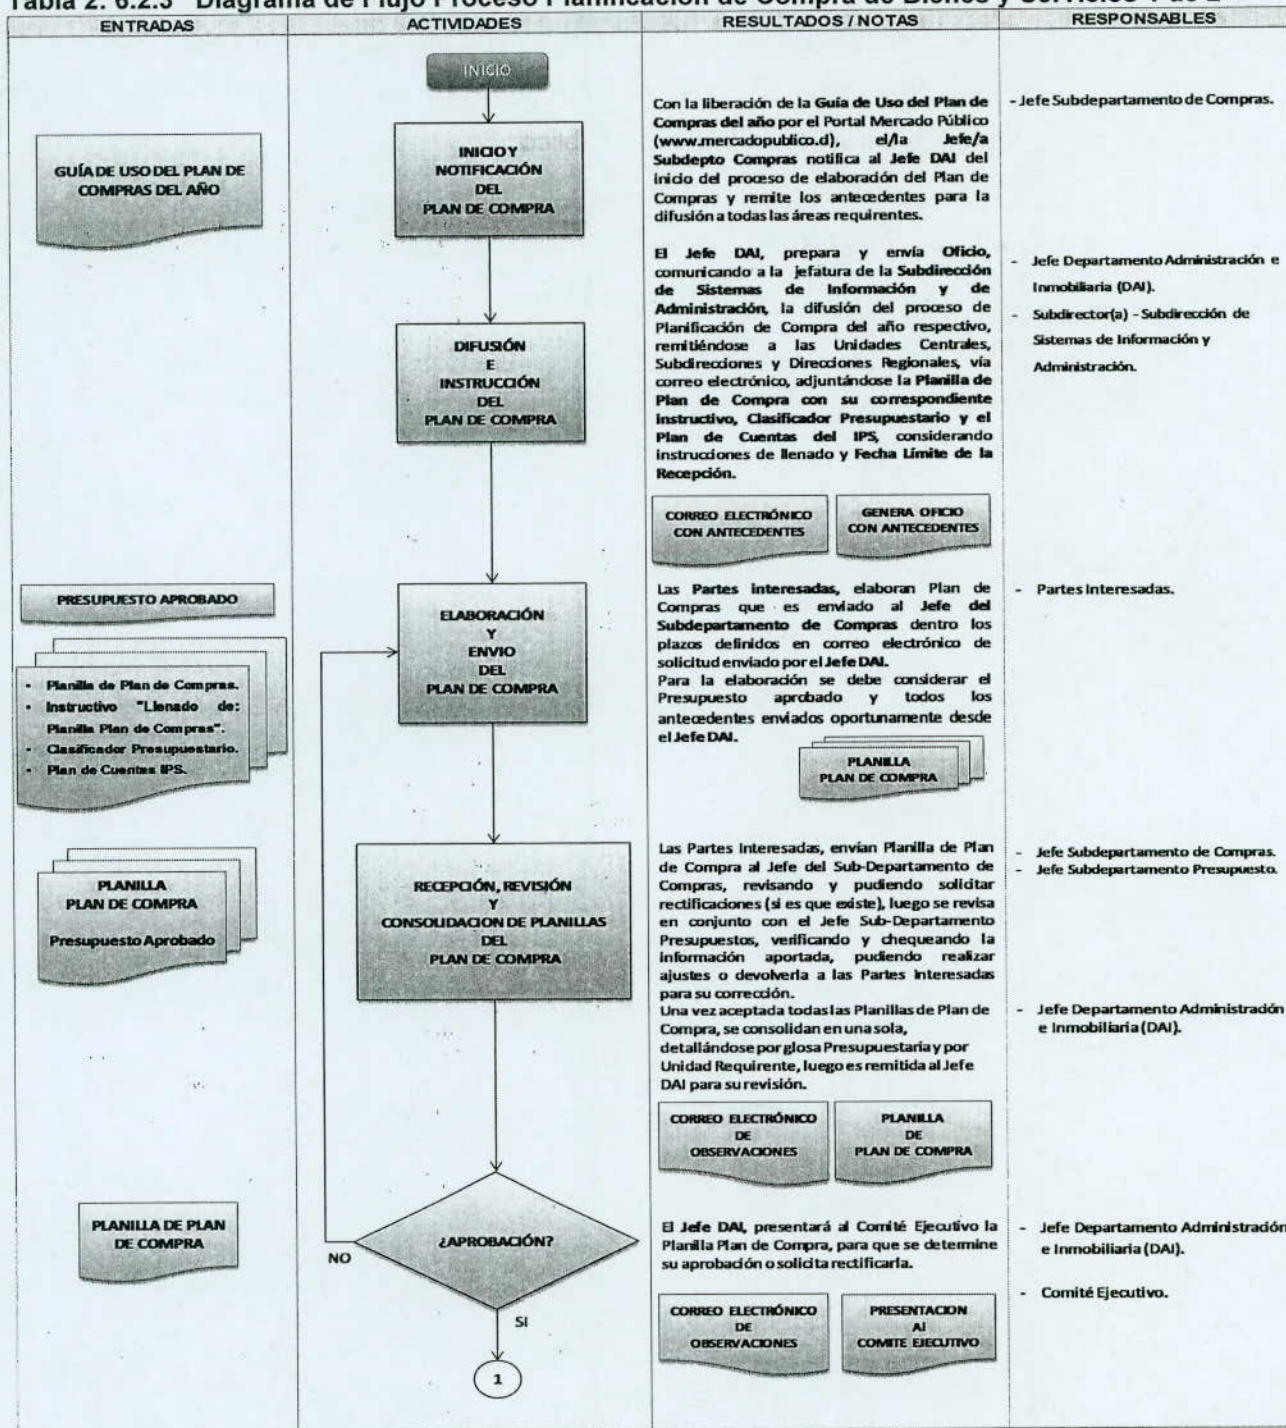 Tabla 2: 6.2.3 Diagrama de Flujo Proceso Planificación de Compra de Bienes y Servicios 1 de 2
ENTRADAS
ACTIVIDADES
RESULTADOS / NOTAS
RESPONSABLES
INICIO
GUÍA DE USO DEL PLAN DE
COMPRAS DEL AÑO
INICIO Y
NOTIFICACIÓN
DEL
PLAN DE COMPRA
Con la liberación de la Guía de Uso del Plan de
Compras del año por el Portal Mercado Público
(www.mercadopublico.cl), el/la Jefe/a
Subdepto Compras notifica al Jefe DAI del
inicio del proceso de elaboración del Plan de
Compras y remite los antecedentes para la
difusión a todas las áreas requirentes.
- Jefe Subdepartamento de Compras.
DIFUSIÓN
E
INSTRUCCIÓN
DEL
PLAN DE COMPRA
El Jefe DAI, prepara y envía Oficio,
comunicando a la jefatura de la Subdirección
de Sistemas de Información y de
Administración, la difusión del proceso de
Planificación de Compra del año respectivo,
remitiéndose a las Unidades Centrales,
Subdirecciones y Direcciones Regionales, vía
correo electrónico, adjuntándose la Planilla de
Plan de Compra con su correspondiente
instructivo, Clasificador Presupuestario y el
Plan de Cuentas del IPS, considerando
instrucciones de llenado y Fecha Límite de la
Recepción.
CORREO ELECTRÓNICO
CON ANTECEDENTES
GENERA OFICIO
CON ANTECEDENTES
- Jefe Departamento Administración e
Inmobiliaria (DAI).
- Subdirector(a) - Subdirección de
Sistemas de Información y
Administración.
PRESUPUESTO APROBADO
• Planilla de Plan de Compras.
• Instructivo "Llenado de:
Planilla Plan de Compras".
• Clasificador Presupuestario.
• Plan de Cuentas IPS.
ELABORACIÓN
Y
ENVIO
DEL
PLAN DE COMPRA
Las Partes interesadas, elaboran Plan de
Compras que es enviado al Jefe del
Subdepartamento de Compras dentro los
plazos definidos en correo electrónico de
solicitud enviado por el Jefe DAI.
Para la elaboración se debe considerar el
Presupuesto aprobado y todos los
antecedentes enviados oportunamente desde
el Jefe DAI.
PLANILLA
PLAN DE COMPRA
- Partes Interesadas.
PLANILLA
PLAN DE COMPRA
Presupuesto Aprobado
RECEPCIÓN, REVISIÓN
Y
CONSOLIDACION DE PLANILLAS
DEL
PLAN DE COMPRA
Las Partes Interesadas, envían Planilla de Plan
de Compra al Jefe del Sub-Departamento de
Compras, revisando y pudiendo solicitar
rectificaciones (si es que existe), luego se revisa
en conjunto con el Jefe Sub-Departamento
Presupuestos, verificando y chequeando la
información aportada, pudiendo realizar
ajustes o devolverla a las Partes Interesadas
para su corrección.
Una vez aceptada todas las Planillas de Plan de
Compra, se consolidan en una sola,
detallándose por glosa Presupuestaria y por
Unidad Requirente, luego es remitida al Jefe
DAI para su revisión.
CORREO ELECTRÓNICO
DE
OBSERVACIONES
PLANILLA
DE
PLAN DE COMPRA
- Jefe Subdepartamento de Compras.
- Jefe Subdepartamento Presupuesto.
- Jefe Departamento Administración
e Inmobiliaria (DAI).
PLANILLA DE PLAN
DE COMPRA
¿APROBACIÓN?
NO
SI
1
El Jefe DAI, presentará al Comité Ejecutivo la
Planilla Plan de Compra, para que se determine
su aprobación o solicita rectificarla.
CORREO ELECTRÓNICO
DE
OBSERVACIONES
PRESENTACION
Al
COMITE EJECUTIVO
- Jefe Departamento Administración
e Inmobiliaria (DAI).
- Comité Ejecutivo.